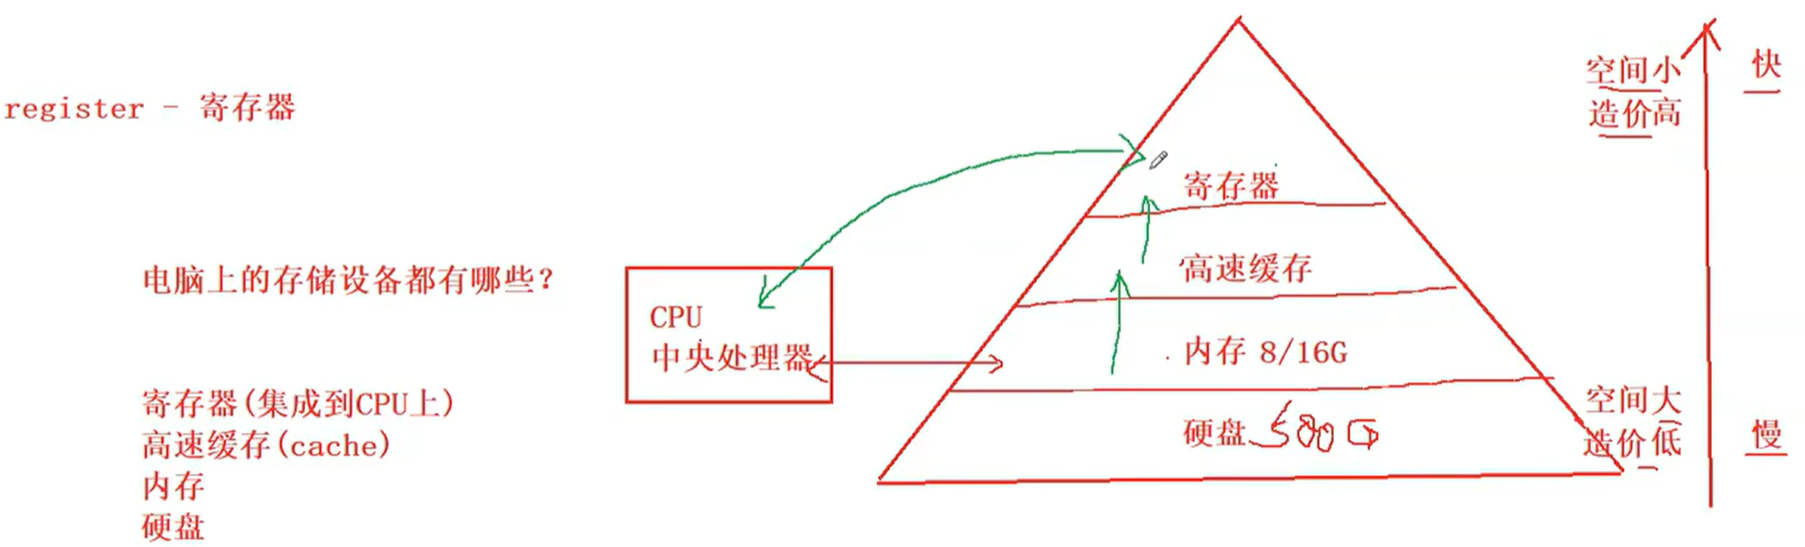 register - 寄存器
电脑上的存储设备都有哪些？
寄存器(集成到CPU上)
高速缓存(cache)
内存
硬盘
CPU
中央处理器
寄存器
高速缓存
内存 8/16G
硬盘 500G
空间小
造价高
快
空间大
造价低
慢